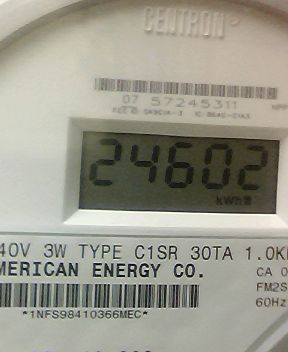 CENTRON
07 57245311
24602
kWh
40V 3W TYPE C1SR 30TA 1.0K
MERICAN ENERGY CO.
CA 0
FM2S
60Hz
*1NFS98410366MEC*